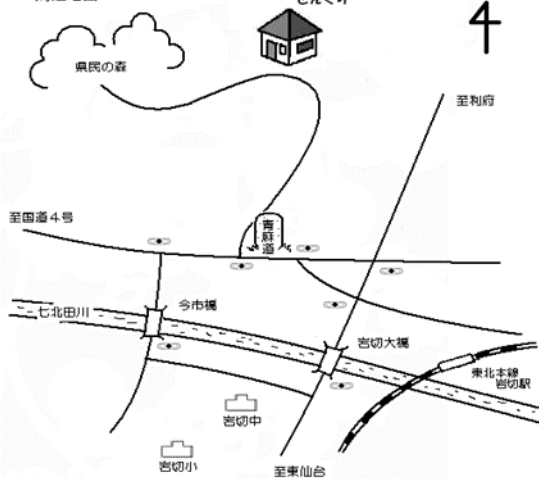 県民の森
至利府
至国道4号
青麻道
七北田川
今市橋
岩切大橋
東北本線
岩切駅
岩切中
岩切小
至東仙台